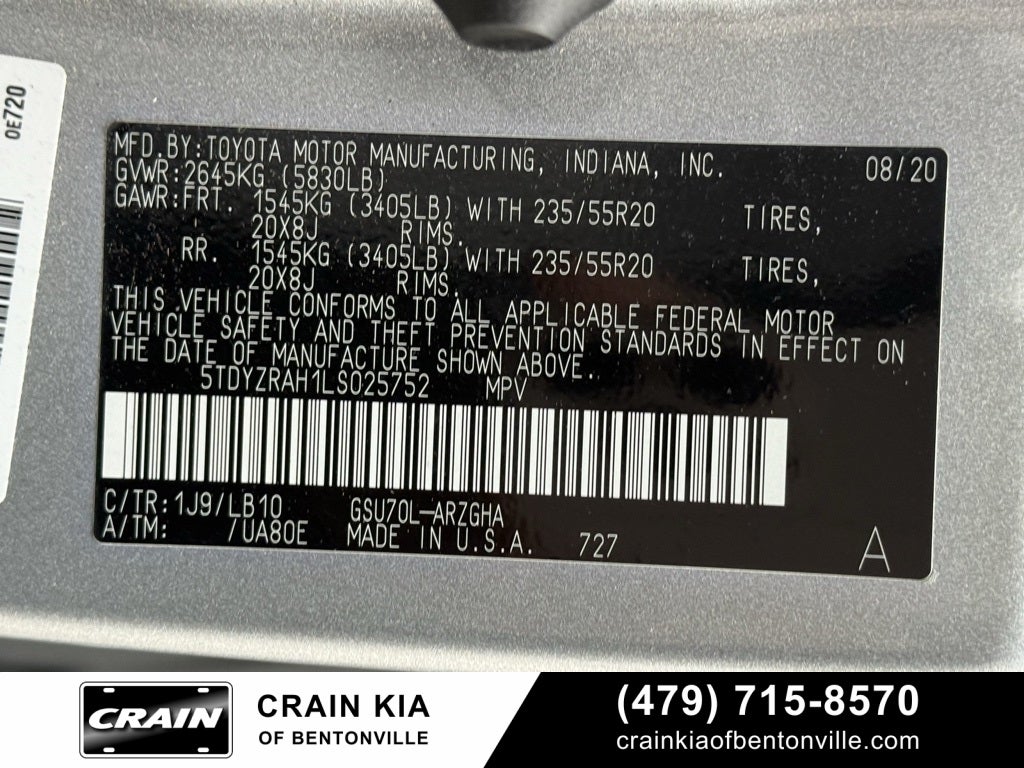 0E720
MFD.BY:TOYOTA MOTOR MANUFACTURING, INDIANA, INC. 08/20
GVWR:2645KG (5830LB)
GAWR:FRT. 1545KG (3405LB) WITH 235/55R20 TIRES,
20X8J RIMS.
RR. 1545KG (3405LB) WITH 235/55R20 TIRES,
20X8J RIMS.
THIS VEHICLE CONFORMS TO ALL APPLICABLE FEDERAL MOTOR
VEHICLE SAFETY AND THEFT PREVENTION STANDARDS IN EFFECT ON
THE DATE OF MANUFACTURE SHOWN ABOVE.
5TDYZRAH1LS025752 MPV
C/TR:1J9/LB10 GSU70L-ARZGHA
A/TM: /UA80E MADE IN U.S.A. 727 A
CRAIN
CRAIN KIA
OF BENTONVILLE
(479) 715-8570
crainkiaofbentonville.com